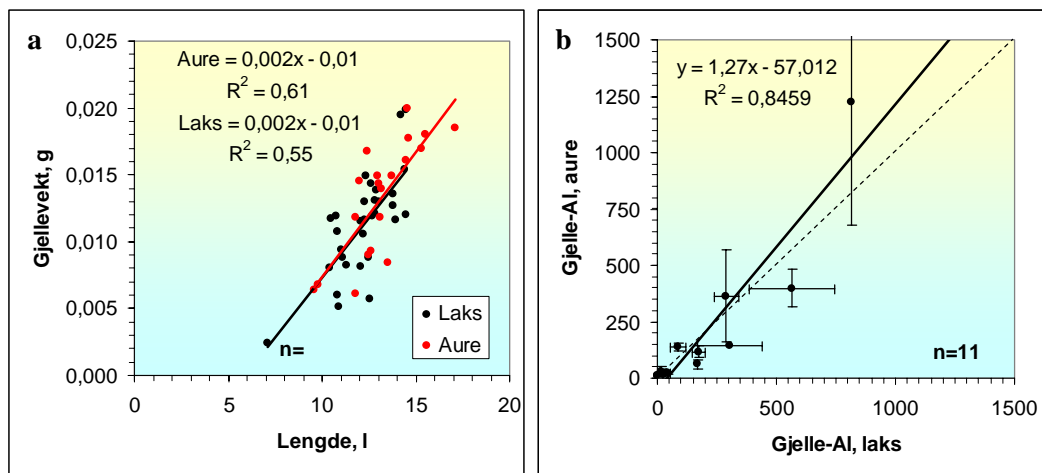 a
0,025
0,020
0,015
0,010
0,005
0,000
Gjellevekt, g
Aure = 0,002x - 0,01
R² = 0,61
Laks = 0,002x - 0,01
R² = 0,55
n=
Laks
Aure
0 5 10 15 20
Lengde, l
b
1500
1250
1000
750
500
250
0
Gjelle-Al, aure
y = 1,27x - 57,012
R² = 0,8459
n=11
0 500 1000 1500
Gjelle-Al, laks